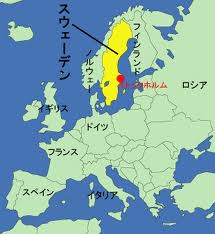 スウェーデン
ノルウェー
フィンランド
ストックホルム
ロシア
イギリス
ドイツ
フランス
スペイン
イタリア